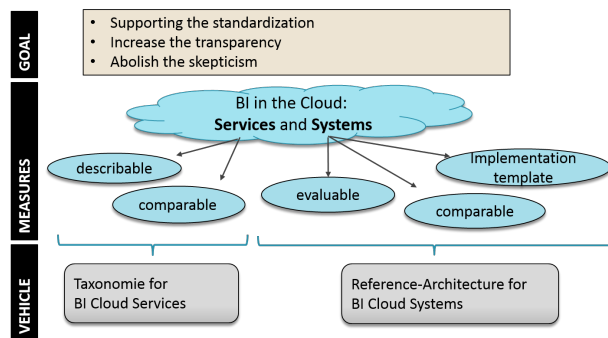 GOAL
• Supporting the standardization
• Increase the transparency
• Abolish the skepticism
MEASURES
BI in the Cloud:
Services and Systems
describable
comparable
evaluable
comparable
Implementation
template
VEHICLE
Taxonomie for
BI Cloud Services
Reference-Architecture for
BI Cloud Systems